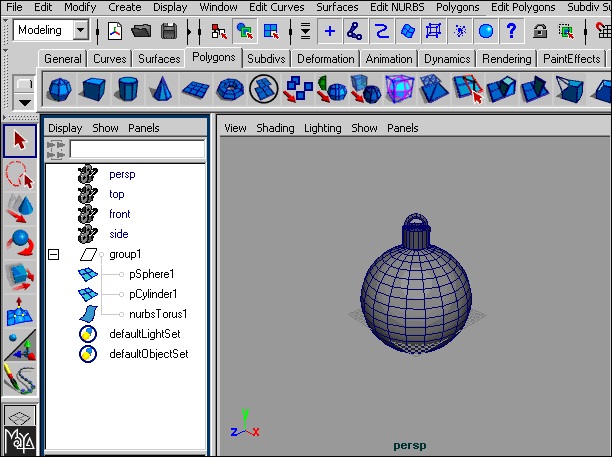 File Edit Modify Create Display Window Edit Curves Surfaces Edit NURBS Polygons Edit Polygons Subdiv Su
Modeling
General Curves Surfaces Polygons Subdivs Deformation Animation Dynamics Rendering PaintEffects
Display Show Panels
View Shading Lighting Show Panels
persp
top
front
side
group1
pSphere1
pCylinder1
nurbsTorus1
defaultLightSet
defaultObjectSet
z x
persp
MAYA